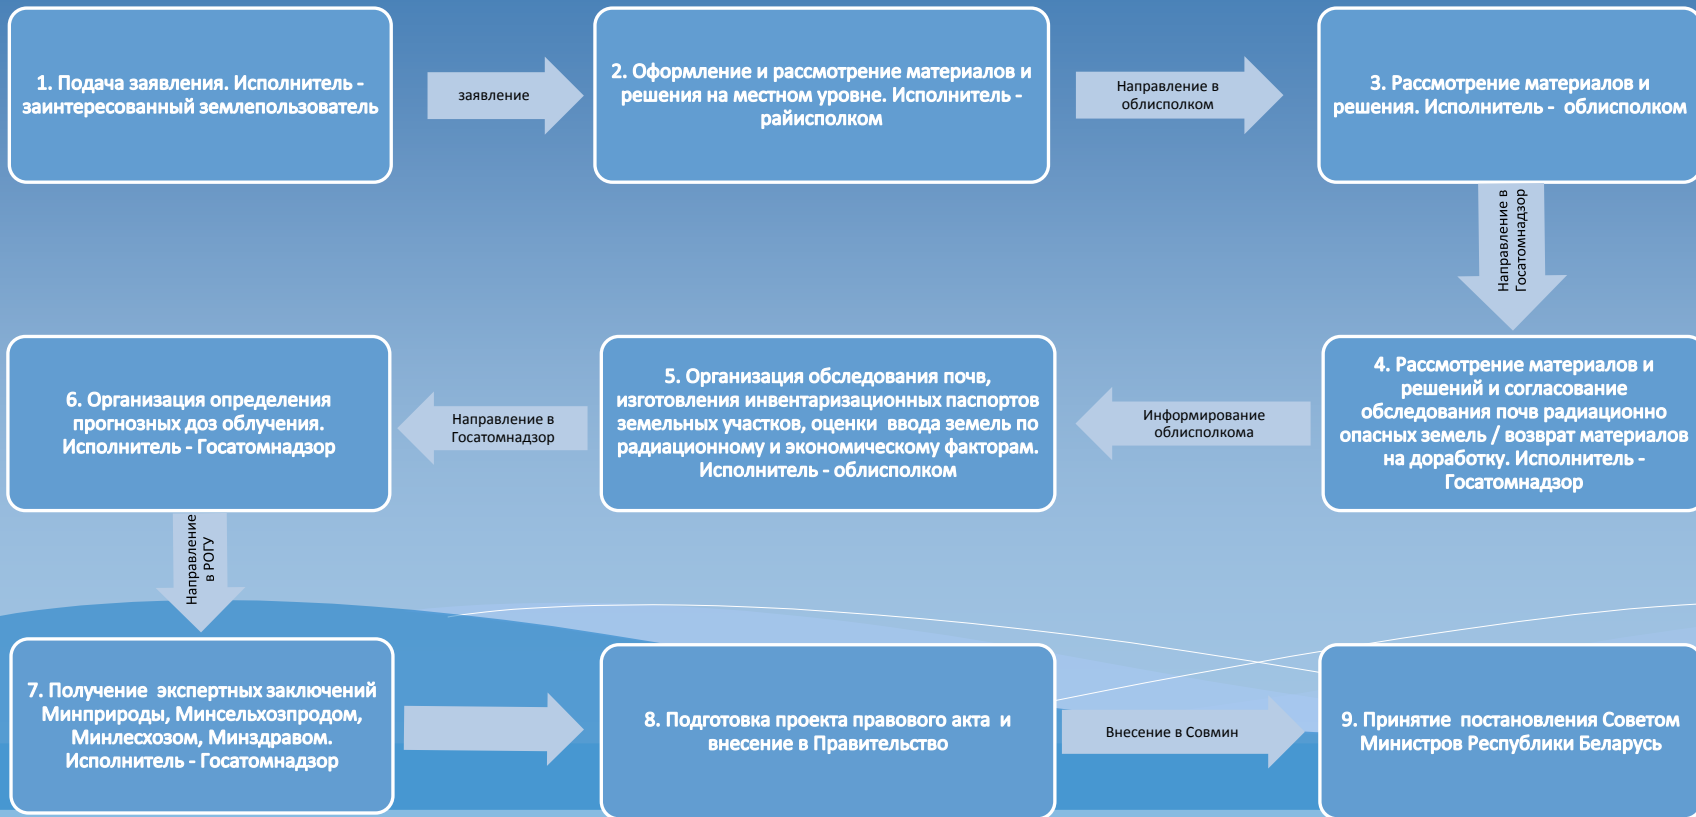 1. Подача заявления. Исполнитель -
заинтересованный землепользователь
заявление
2. Оформление и рассмотрение материалов и
решения на местном уровне. Исполнитель -
райисполком
Направление в
облисполком
3. Рассмотрение материалов и
решения. Исполнитель - облисполком
Направление в
Госатомнадзор
4. Рассмотрение материалов и
решений и согласование
обследования почв радиационно
опасных земель / возврат материалов
на доработку. Исполнитель -
Госатомнадзор
Информирование
облисполкома
5. Организация обследования почв,
изготовления инвентаризационных паспортов
земельных участков, оценки ввода земель по
радиационному и экономическому факторам.
Исполнитель - облисполком
Направление в
Госатомнадзор
6. Организация определения
прогнозных доз облучения.
Исполнитель - Госатомнадзор
Направление
в РОГУ
7. Получение экспертных заключений
Минприроды, Минсельхозпродом,
Минлесхозом, Минздравом.
Исполнитель - Госатомнадзор
8. Подготовка проекта правового акта и
внесение в Правительство
Внесение в Совмин
9. Принятие постановления Советом
Министров Республики Беларусь